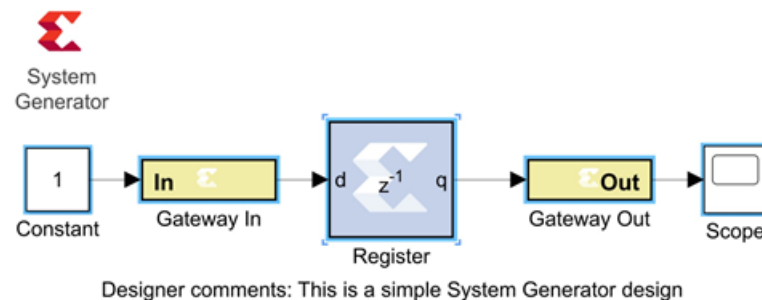 System
Generator
1
In
d
z-1
q
Out
Constant
Gateway In
Register
Gateway Out
Scope
Designer comments: This is a simple System Generator design